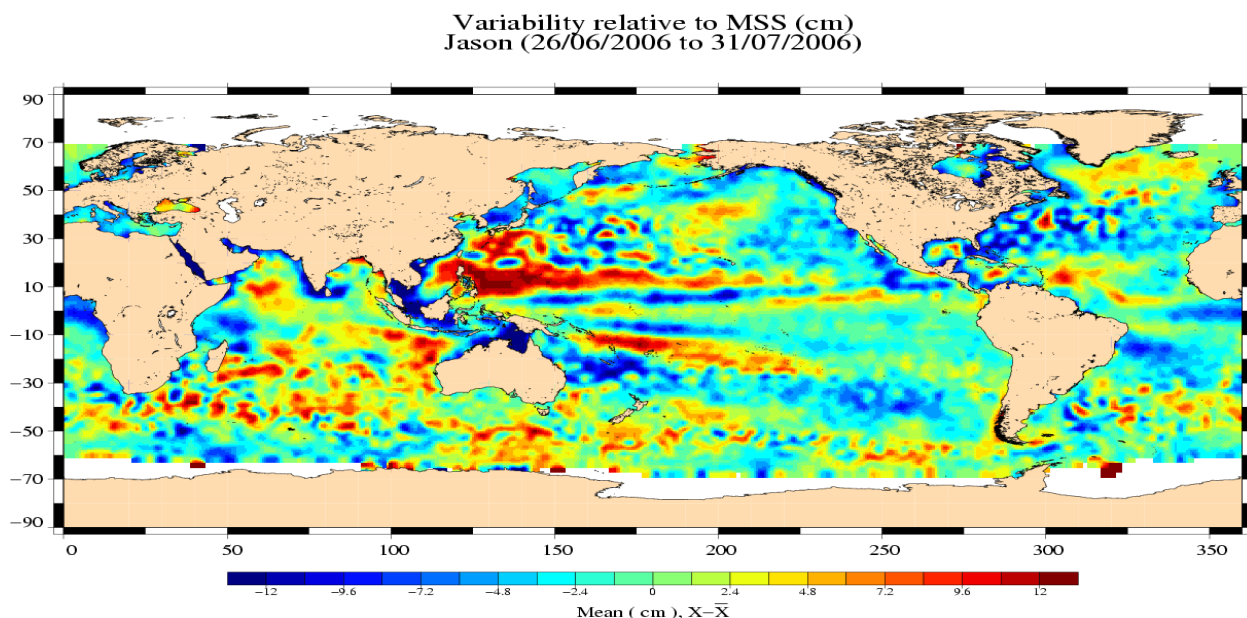 Variability relative to MSS (cm)
Jason (26/06/2006 to 31/07/2006)
90
70
50
30
10
−10
−30
−50
−70
−90
0 50 100 150 200 250 300 350
−12 −9.6 −7.2 −4.8 −2.4 0 2.4 4.8 7.2 9.6 12
Mean ( cm ), X−X̅